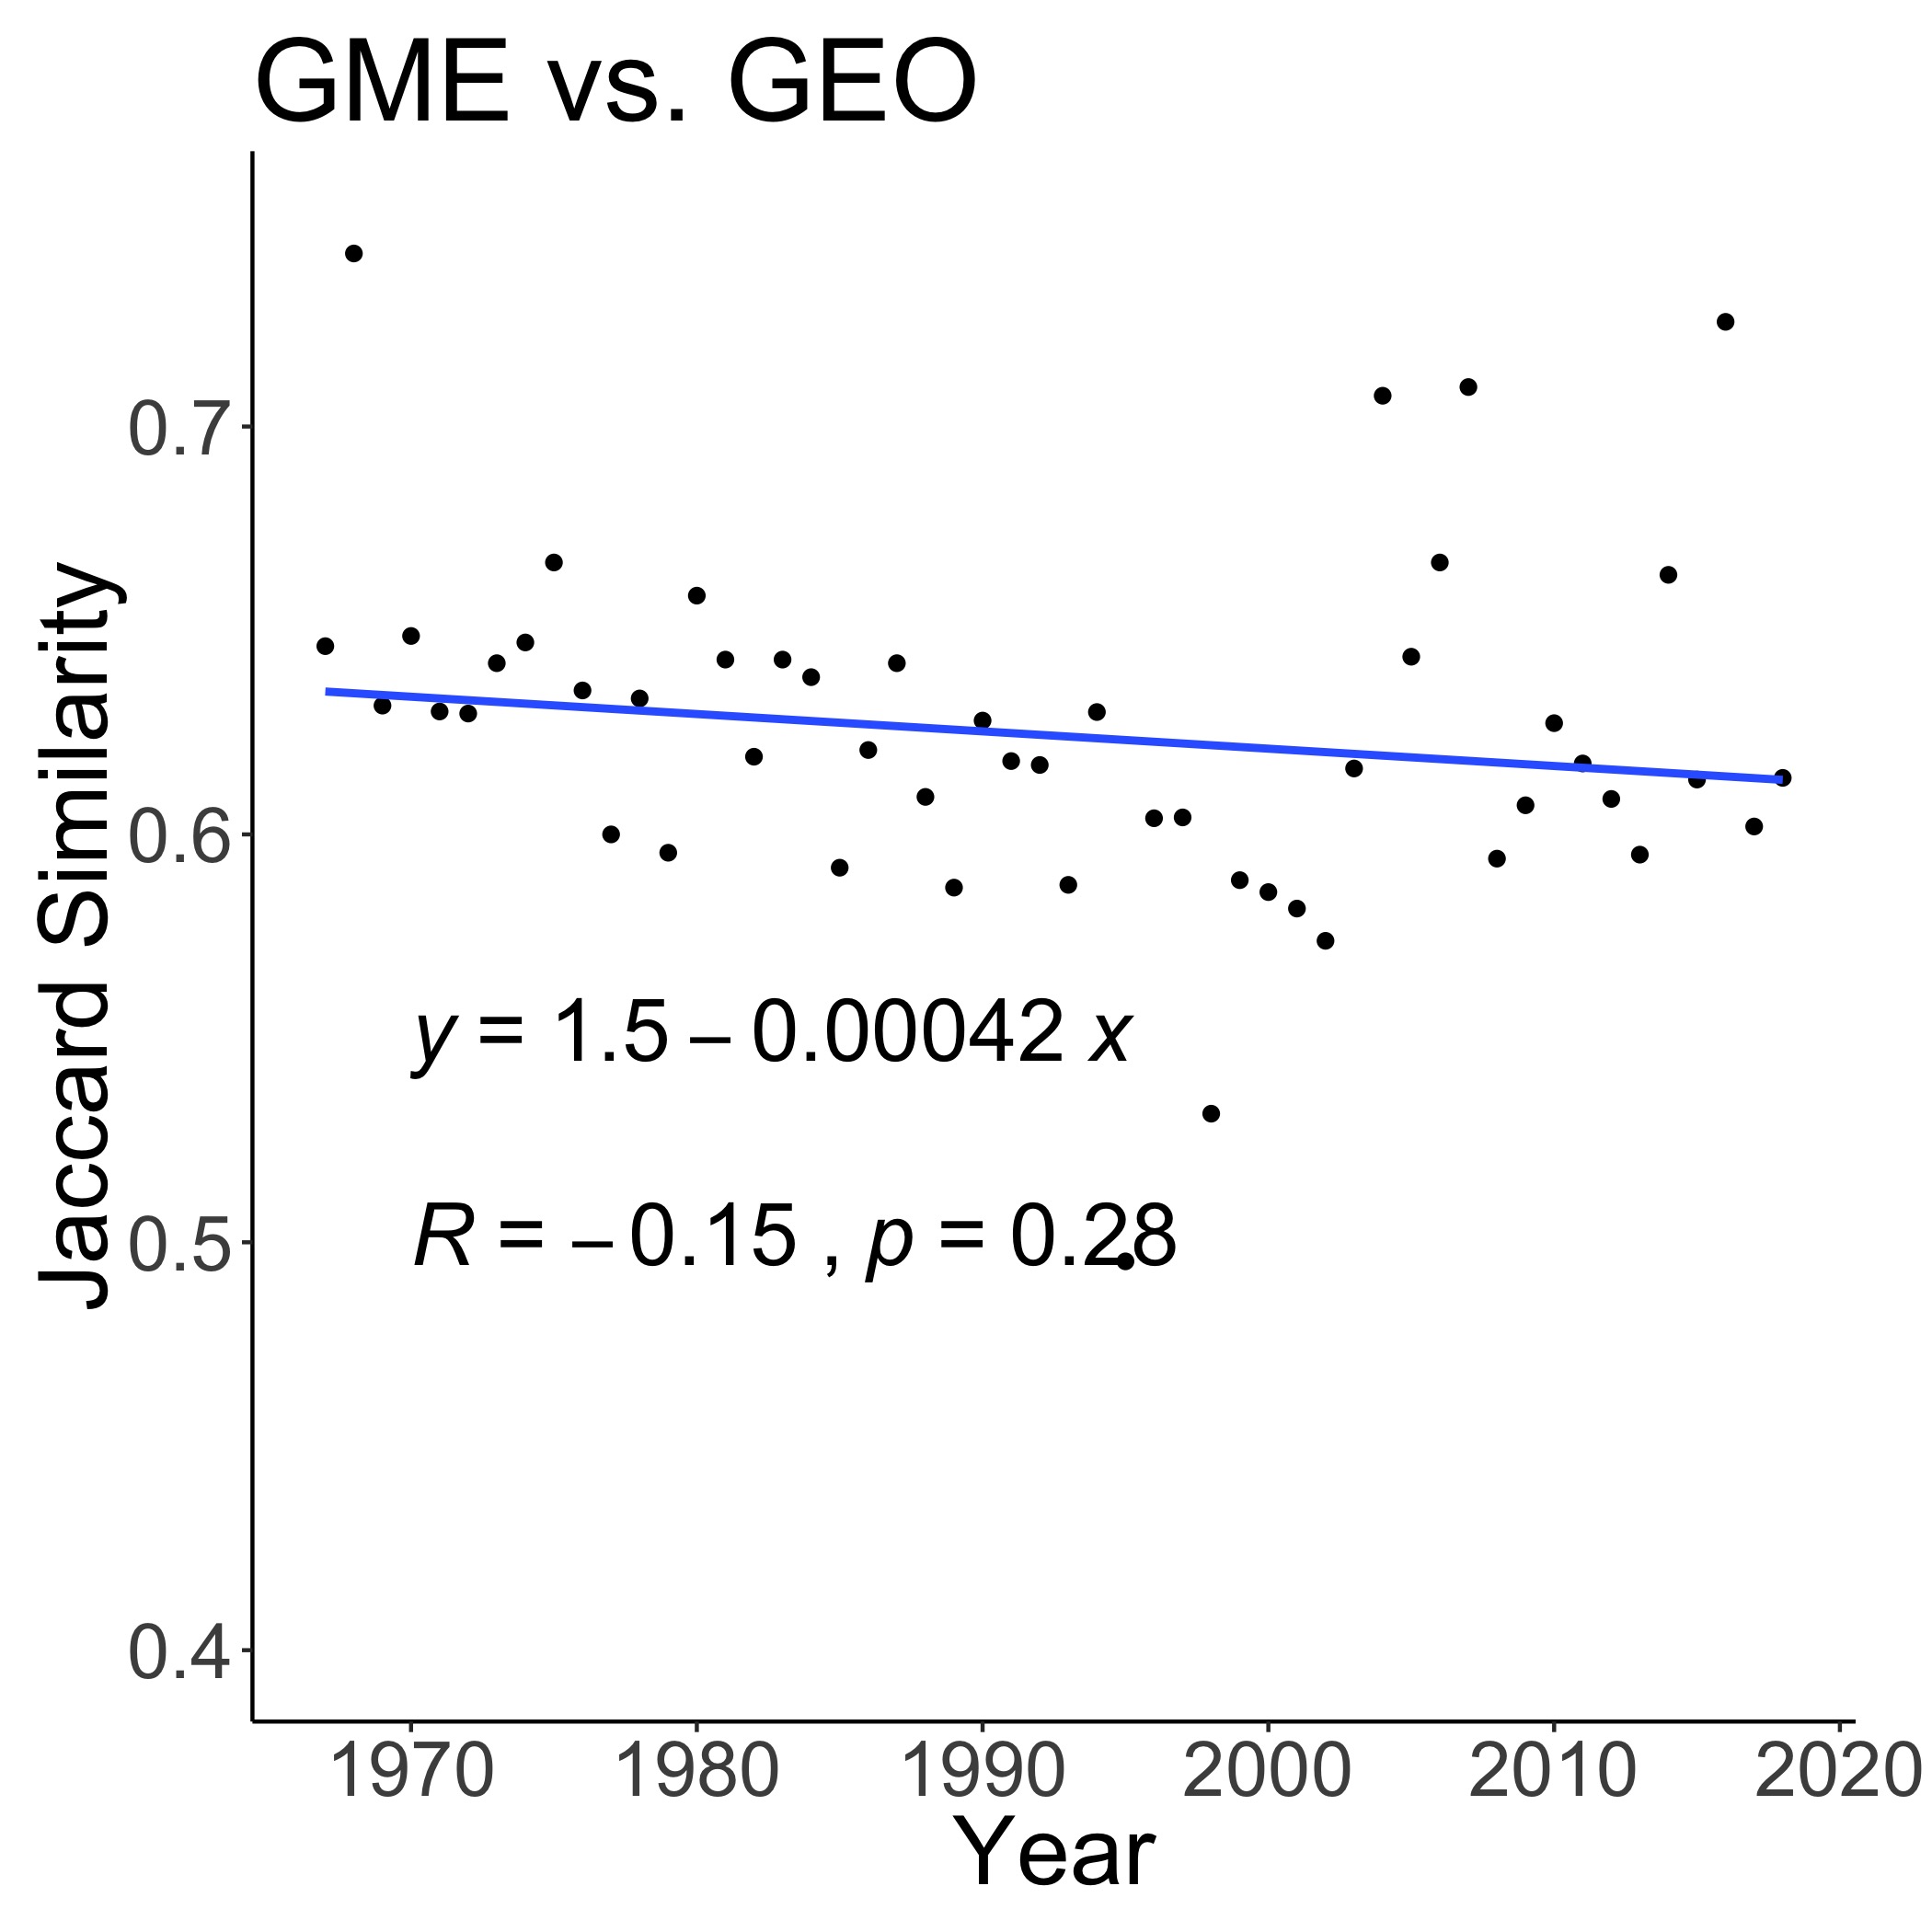 GME vs. GEO
Jaccard Similarity
0.7
0.6
0.5
0.4
y = 1.5 – 0.00042 x
R = – 0.15 , p = 0.28
1970 1980 1990 2000 2010 2020
Year